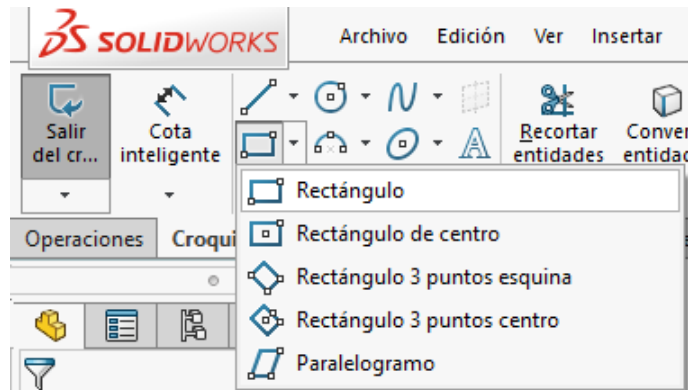 SOLIDWORKS Archivo Edición Ver Insertar
Salir del cr...
Cota inteligente
Recortar entidades
Operaciones
Rectángulo
Rectángulo de centro
Rectángulo 3 puntos esquina
Rectángulo 3 puntos centro
Paralelogramo